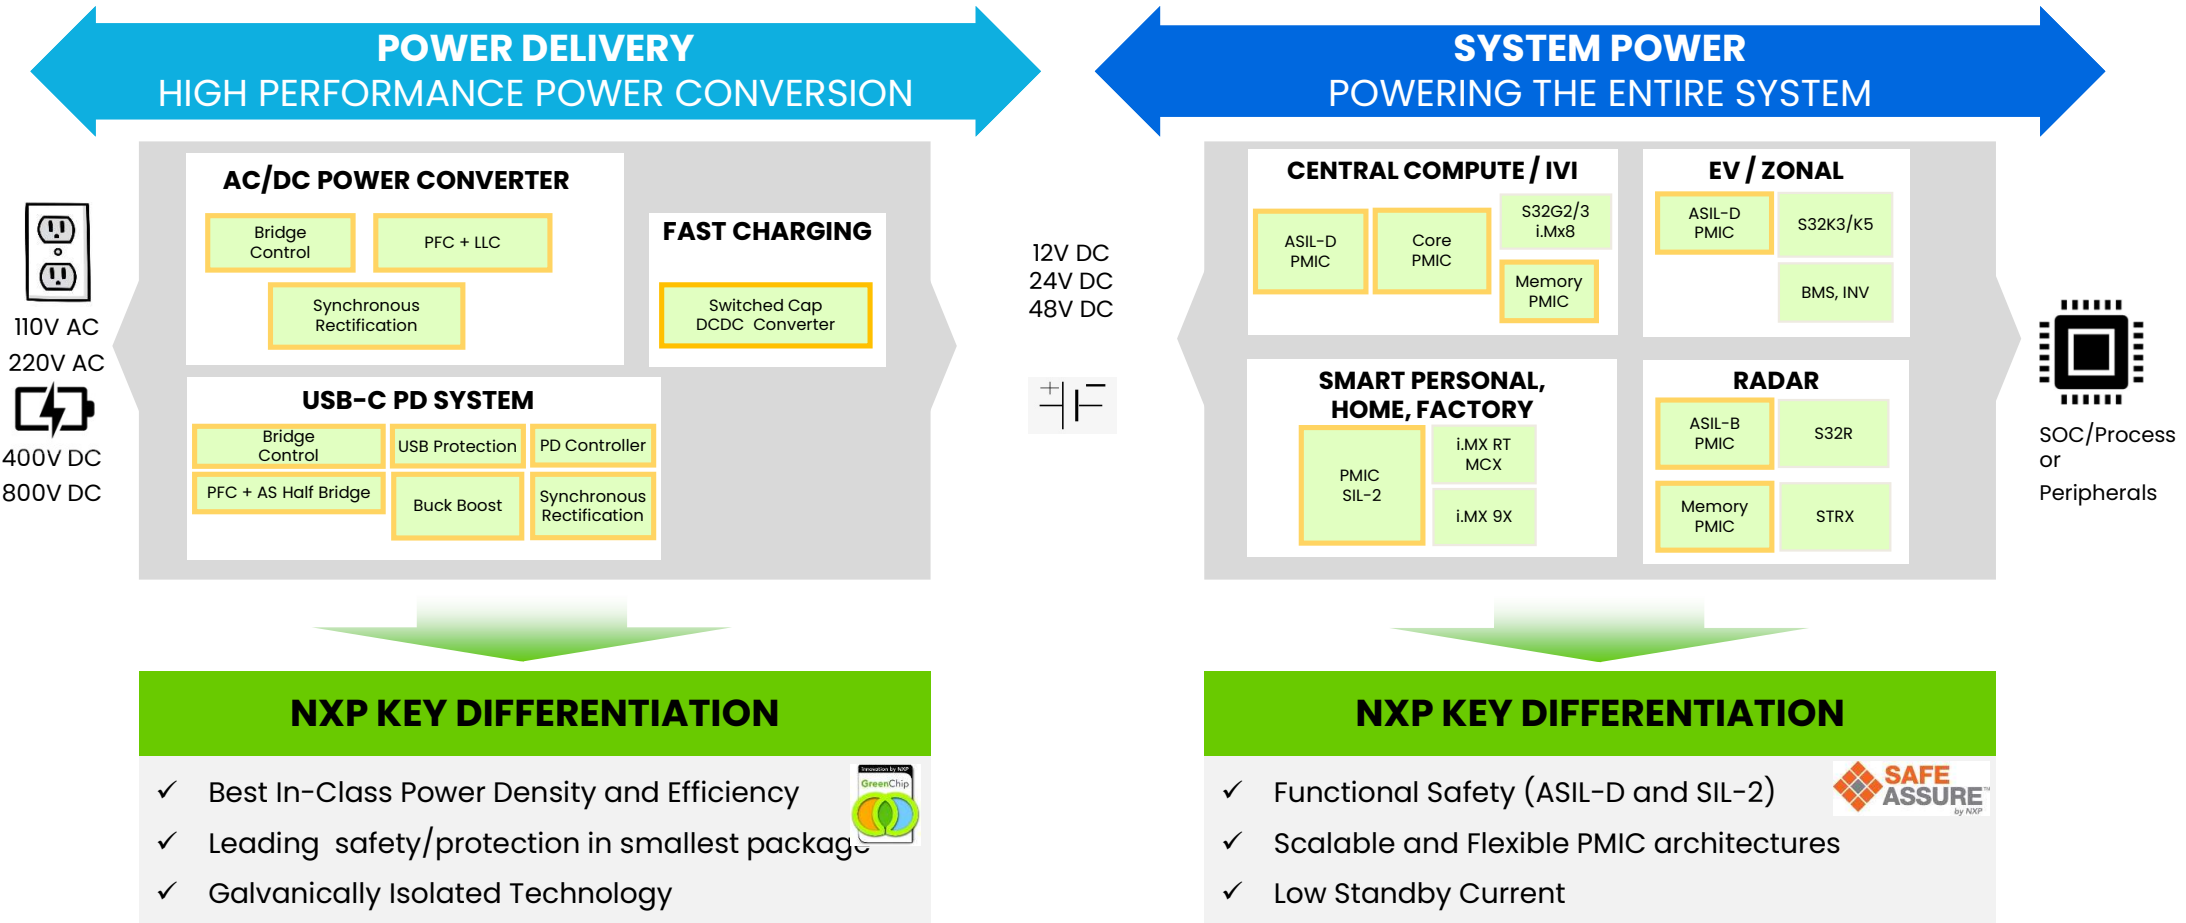 POWER DELIVERY
HIGH PERFORMANCE POWER CONVERSION
SYSTEM POWER
POWERING THE ENTIRE SYSTEM
110V AC
220V AC
400V DC
800V DC
AC/DC POWER CONVERTER
Bridge
Control
PFC + LLC
Synchronous
Rectification
FAST CHARGING
Switched Cap
DCDC Converter
USB-C PD SYSTEM
Bridge
Control
USB Protection
PD Controller
PFC + AS Half Bridge
Buck Boost
Synchronous
Rectification
12V DC
24V DC
48V DC
CENTRAL COMPUTE / IVI
ASIL-D
PMIC
Core
PMIC
S32G2/3
i.Mx8
Memory
PMIC
EV / ZONAL
ASIL-D
PMIC
S32K3/K5
BMS, INV
SMART PERSONAL,
HOME, FACTORY
PMIC
SIL-2
i.MX RT
MCX
i.MX 9X
RADAR
ASIL-B
PMIC
S32R
Memory
PMIC
STRX
SOC/Process
or
Peripherals
NXP KEY DIFFERENTIATION
✓ Best In-Class Power Density and Efficiency
✓ Leading safety/protection in smallest package
✓ Galvanically Isolated Technology
Innovation by NXP
GreenChip
NXP KEY DIFFERENTIATION
✓ Functional Safety (ASIL-D and SIL-2)
✓ Scalable and Flexible PMIC architectures
✓ Low Standby Current
SAFE
ASSURE™
by NXP